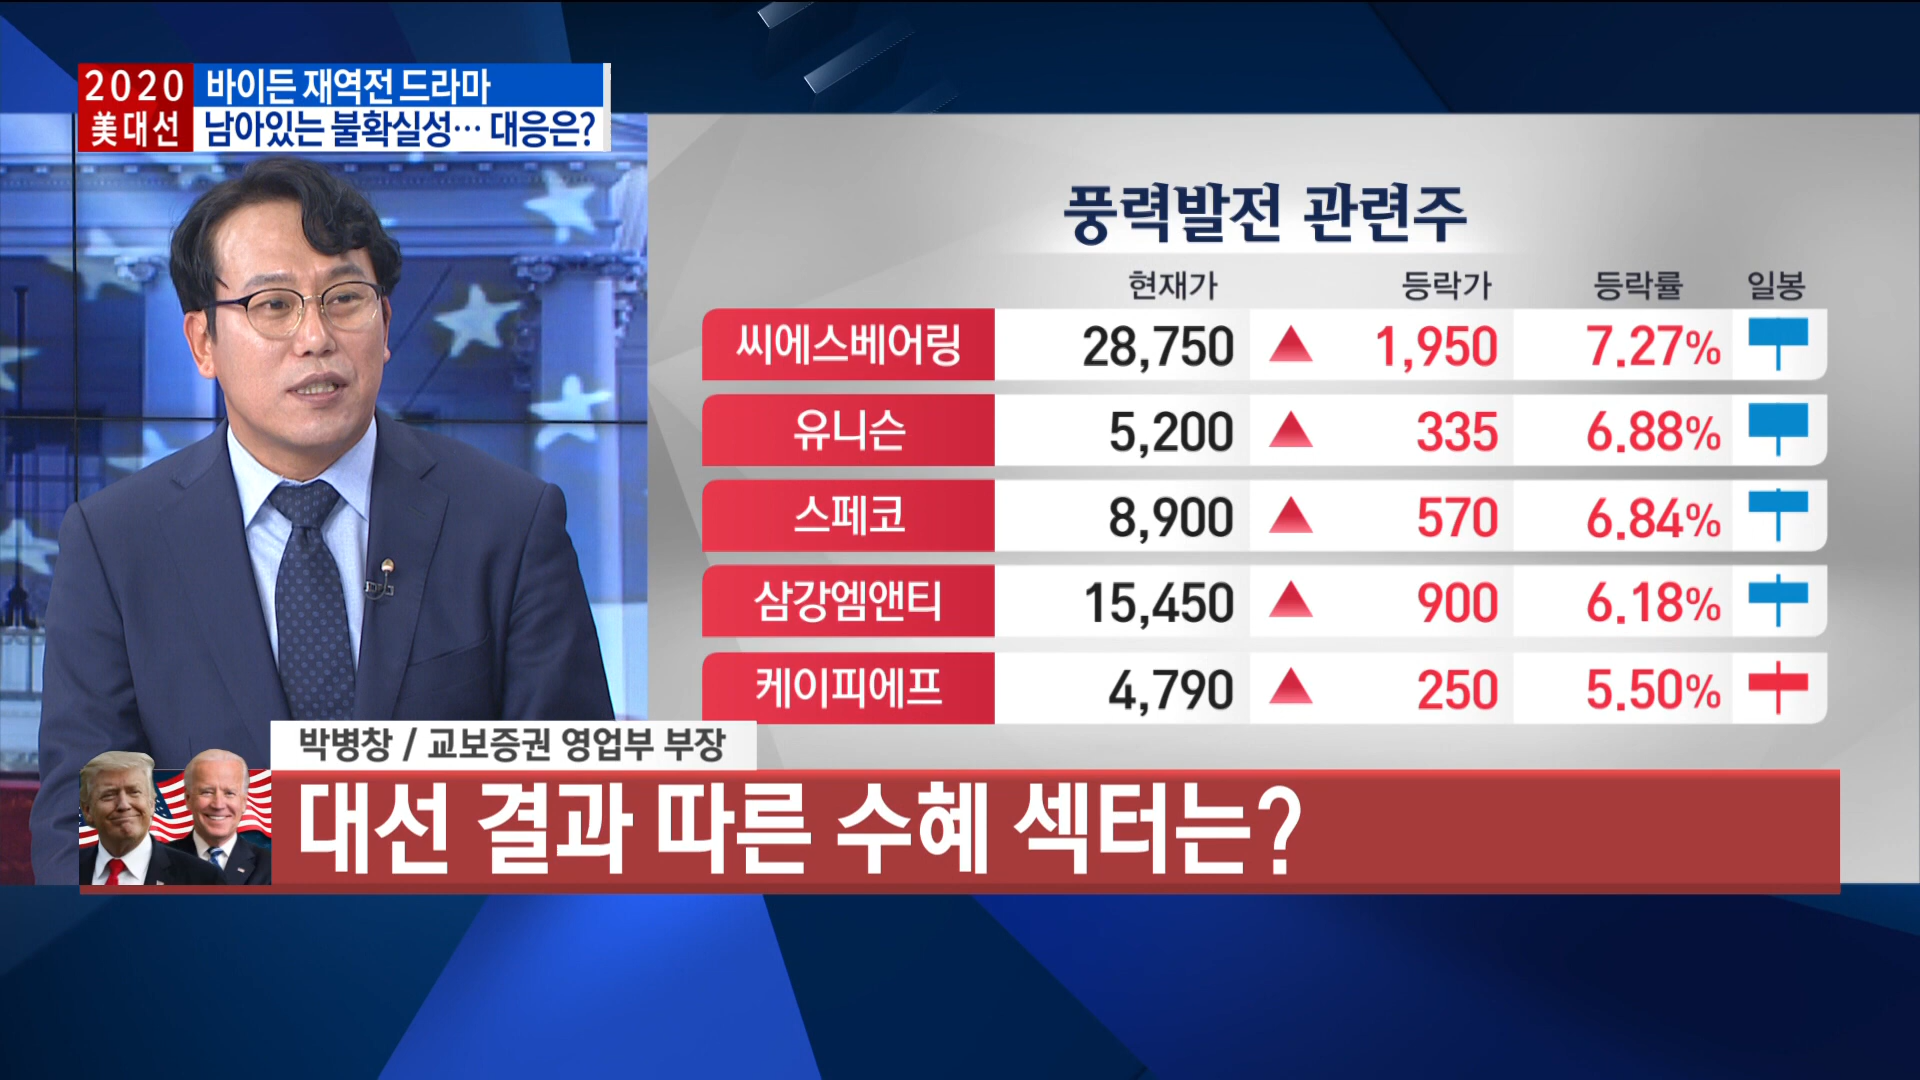 2020
美대선
바이든 재역전 드라마
남아있는 불확실성… 대응은?
풍력발전 관련주
현재가 등락가 등락률 일봉
씨에스베어링 28,750 ▲ 1,950 7.27%
유니슨 5,200 ▲ 335 6.88%
스페코 8,900 ▲ 570 6.84%
삼강엠앤티 15,450 ▲ 900 6.18%
케이피에프 4,790 ▲ 250 5.50%
박병창 / 교보증권 영업부 부장
대선 결과 따른 수혜 섹터는?